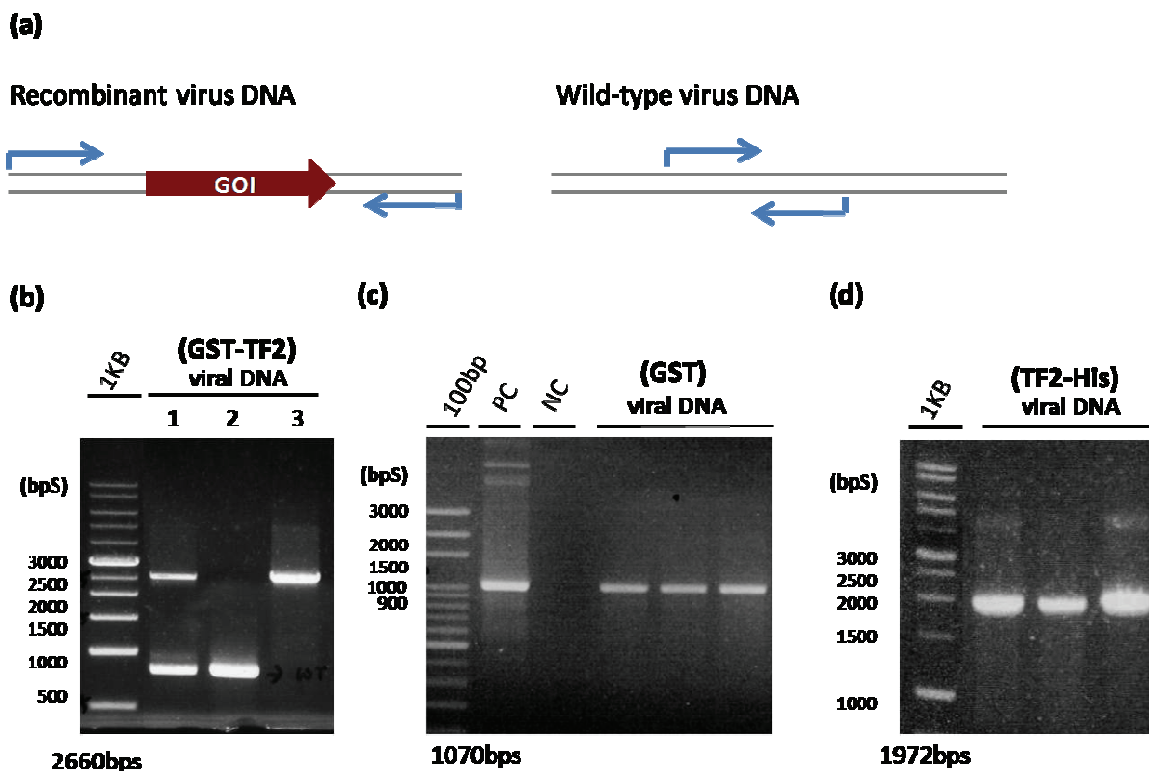 (a)
Recombinant virus DNA
Wild-type virus DNA
GOI
(b)
(c)
(d)
1KB
(GST-TF2)
viral DNA
1 2 3
(bpS)
3000
2500
2000
1500
1000
500
2660bps
100bp
PC
NC
(GST)
viral DNA
(bpS)
3000
2000
1500
1000
900
1070bps
1KB
(TF2-His)
viral DNA
(bpS)
3000
2500
2000
1500
1000
1972bps